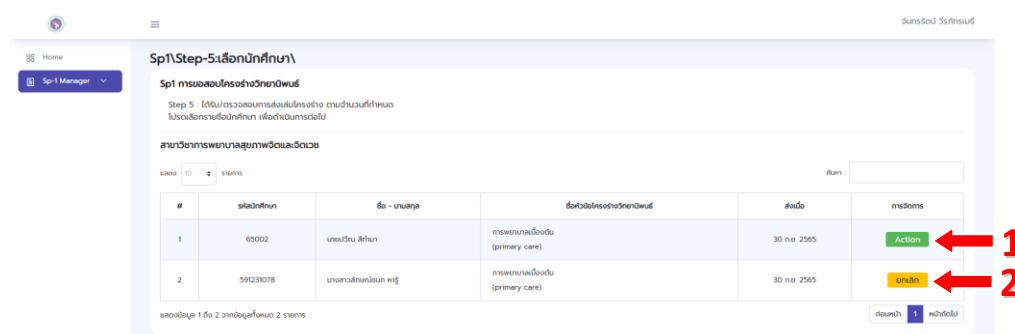 จันทรรัตน์ วีรภัทรเมธี
Home
Sp-1 Manager
Sp1\Step-5:เลือกนักศึกษา\
Sp1 การขอสอบโครงร่างวิทยานิพนธ์
Step 5 : ได้รับ/ตรวจสอบการส่งเล่มโครงร่าง ตามจำนวนที่กำหนด
โปรดเลือกรายชื่อนักศึกษา เพื่อดำเนินการต่อไป
สาขาวิชาการพยาบาลสุขภาพจิตและจิตเวช
แสดง 10 รายการ ค้นหา :
# รหัสนักศึกษา ชื่อ - นามสกุล ชื่อหัวข้อโครงร่างวิทยานิพนธ์ ส่งเมื่อ การจัดการ
1 65002 นายปวีณ สีทำมา การพยาบาลเบื้องต้น 30 ก.ย. 2565 Action 1
(primary care)
2 591231078 นางสาวลักษณ์ขนก การพยาบาลเบื้องต้น 30 ก.ย. 2565 ยกเลิก 2
(primary care)
แสดงข้อมูล 1 ถึง 2 จากข้อมูลทั้งหมด 2 รายการ ก่อนหน้า 1 หน้าถัดไป